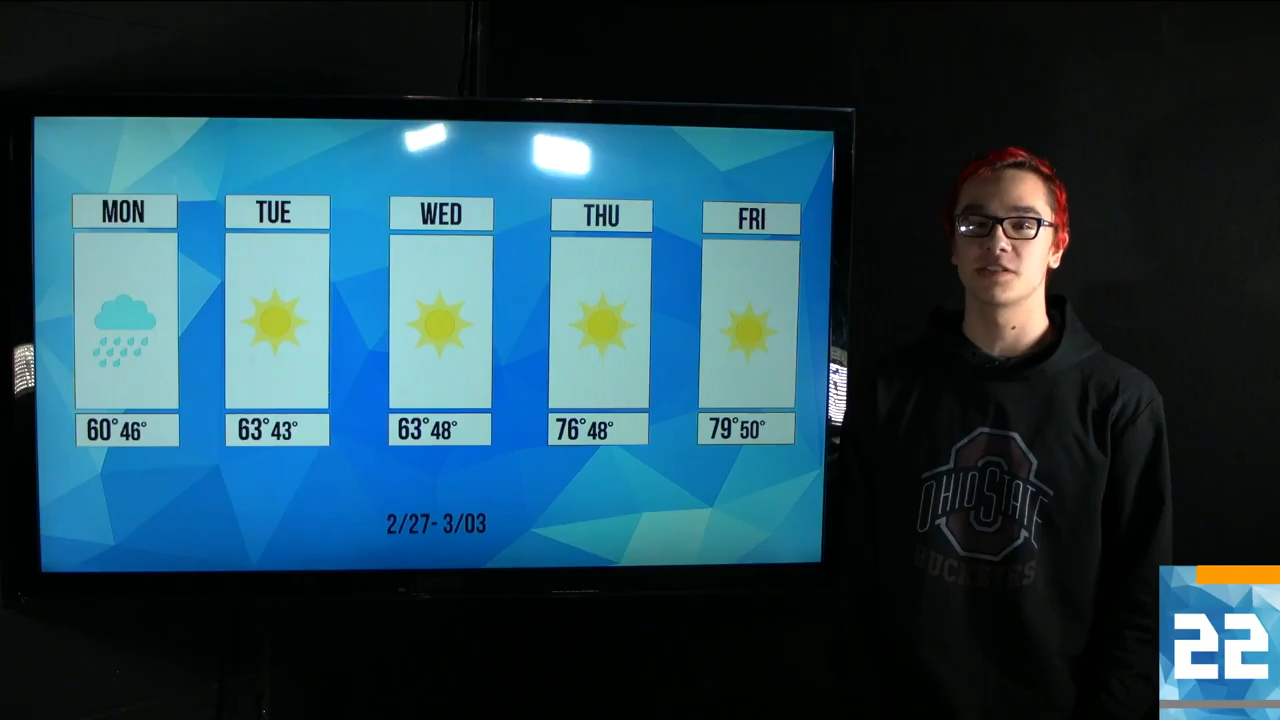 MON TUE WED THU FRI
60°46° 63°43° 63°48° 76°48° 79°50°
2/27- 3/03
OHIO STATE
BUCKEYES
22